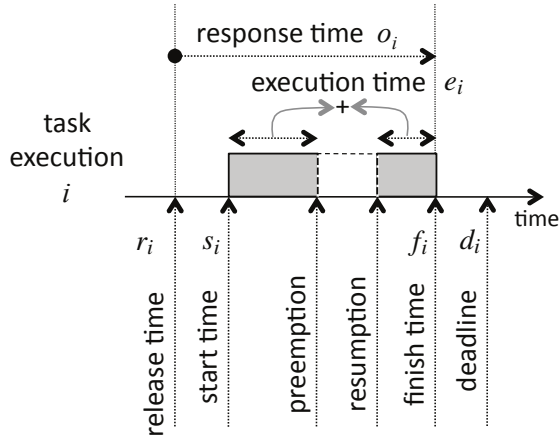 response time o_i
execution time e_i
+
task
execution
i
time
r_i
s_i
f_i
d_i
release time
start time
preemption
resumption
finish time
deadline